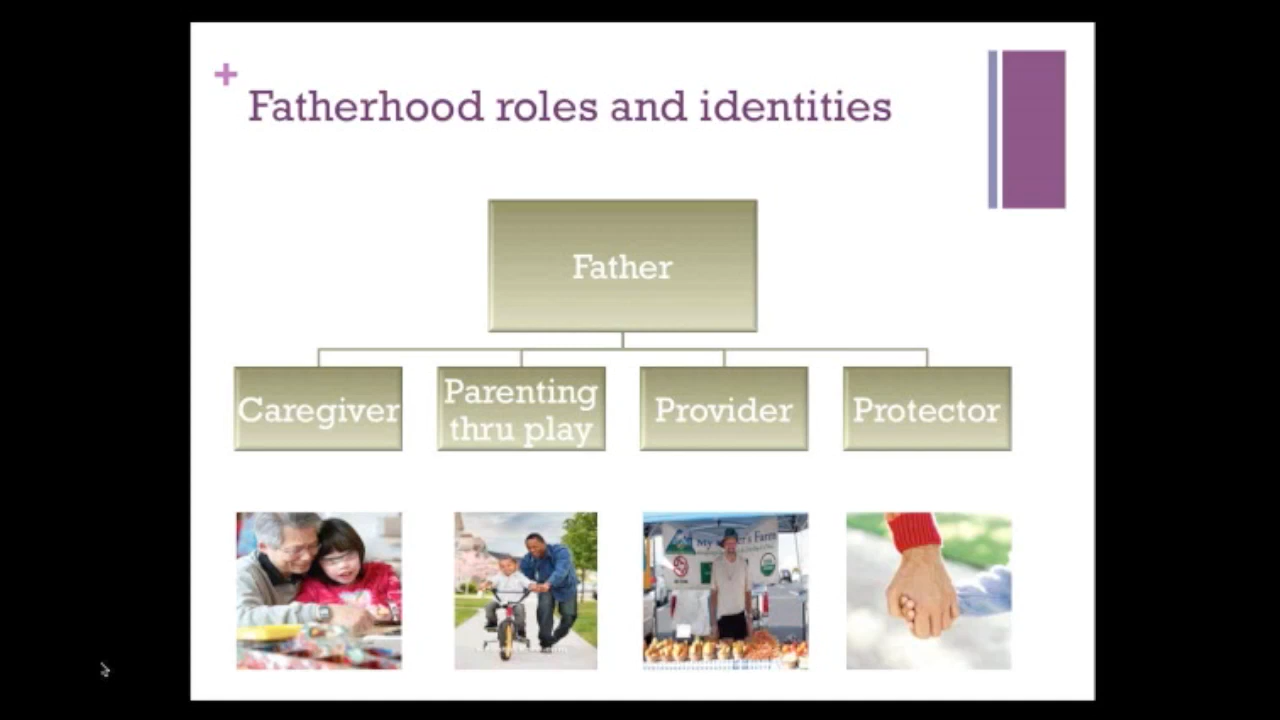 +
Fatherhood roles and identities
Father
Caregiver
Parenting
thru play
Provider
Protector